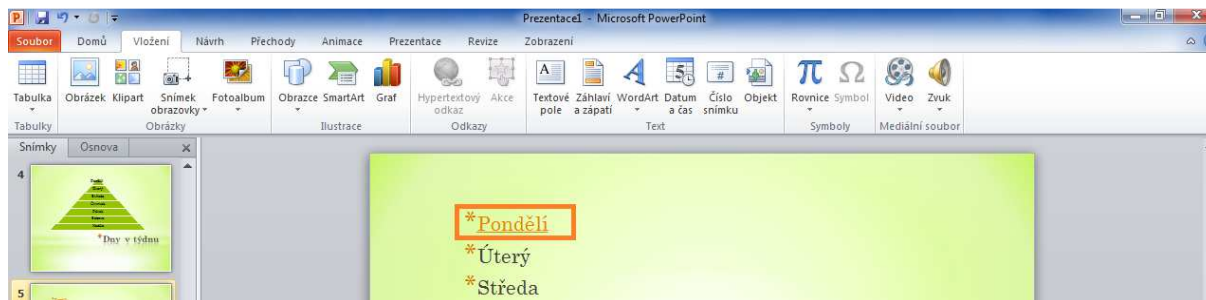 Prezentace1 - Microsoft PowerPoint
Soubor Domů Vložení Návrh Přechody Animace Prezentace Revize Zobrazení
Tabulka Obrázek Klipart Snímek obrazovky Fotoalbum Obrazce SmartArt Graf Hypertextový odkaz Akce Textové pole Záhlaví a zápatí WordArt Datum a čas Číslo snímku Objekt Rovnice Symbol Video Zvuk
Tabulky Obrázky Ilustrace Odkazy Text Symboly Mediální soubor
Snímky Osnova
4
*Dny v týdnu
5
*Pondělí
*Úterý
*Středa